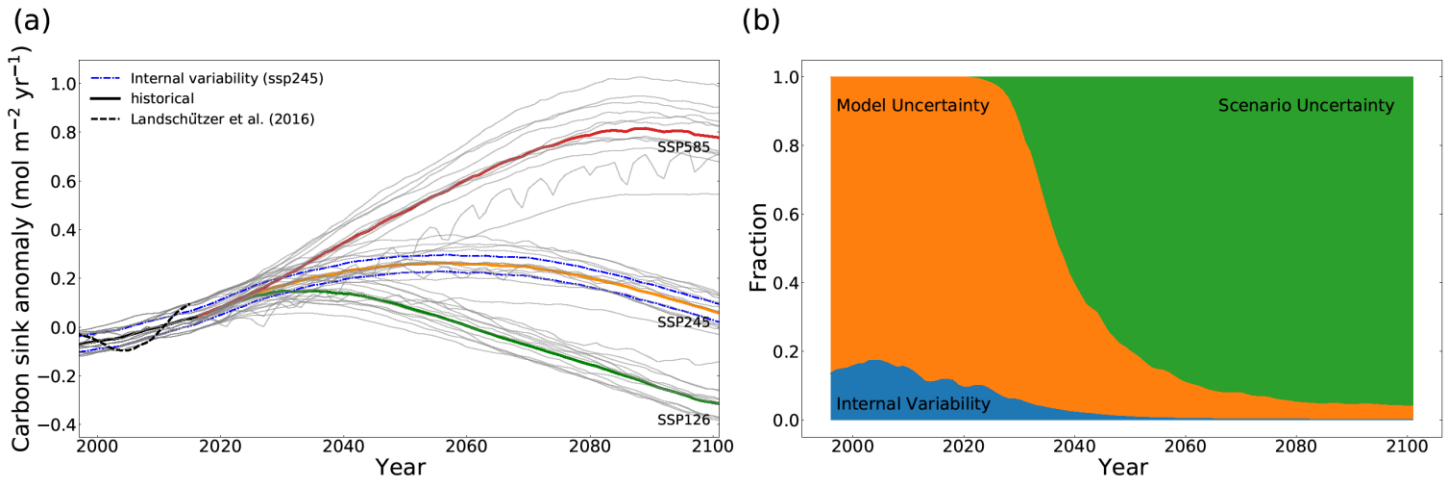 (a)
Carbon sink anomaly (mol m⁻² yr⁻¹)
1.0
0.8
0.6
0.4
0.2
0.0
−0.2
−0.4
Internal variability (ssp245)
historical
Landschützer et al. (2016)
SSP585
SSP245
SSP126
2000 2020 2040 2060 2080 2100
Year
(b)
Fraction
1.0
0.8
0.6
0.4
0.2
0.0
Model Uncertainty
Scenario Uncertainty
Internal Variability
2000 2020 2040 2060 2080 2100
Year